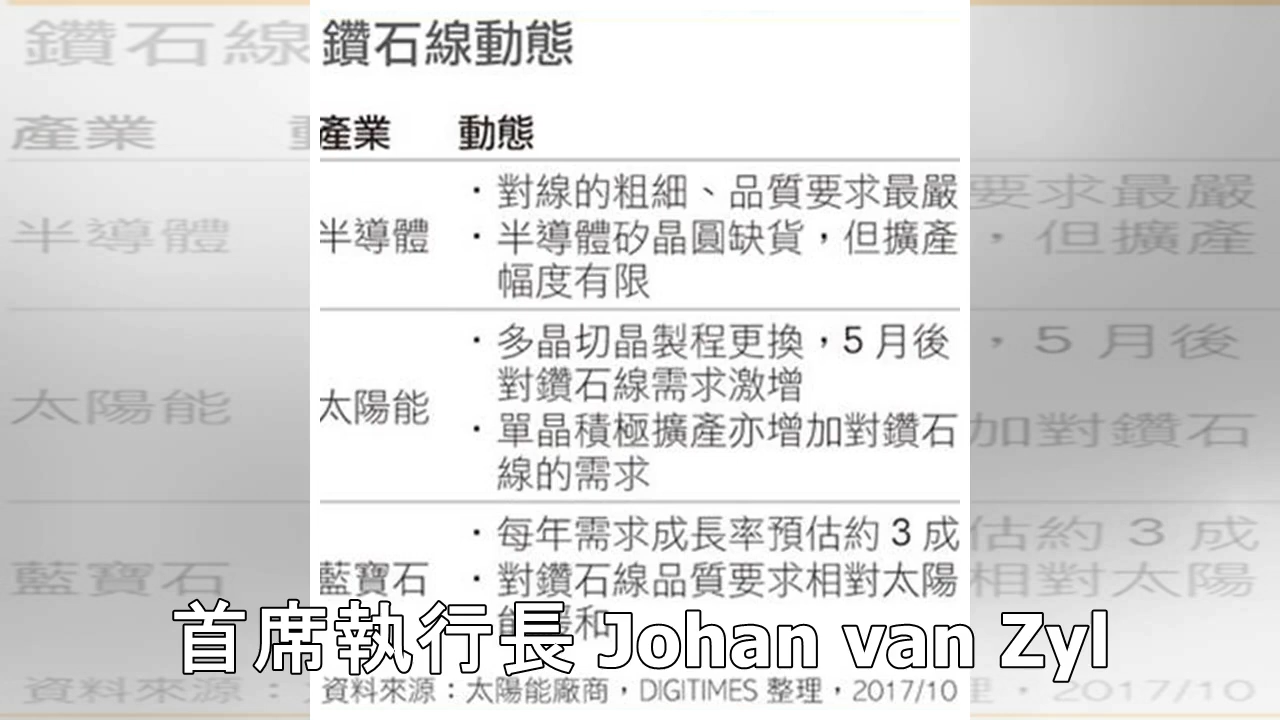 鑽石線動態
產業 動態
半導體
・對線的粗細、品質要求最嚴
・半導體矽晶圓缺貨，但擴產
幅度有限
太陽能
・多晶切晶製程更換，5 月後
對鑽石線需求激增
・單晶積極擴產亦增加對鑽石
線的需求
藍寶石
・每年需求成長率預估約 3 成
・對鑽石線品質要求相對太陽
能緩和
首席執行長 Johan van Zyl
資料來源：太陽能廠商，DIGITIMES 整理，2017/10